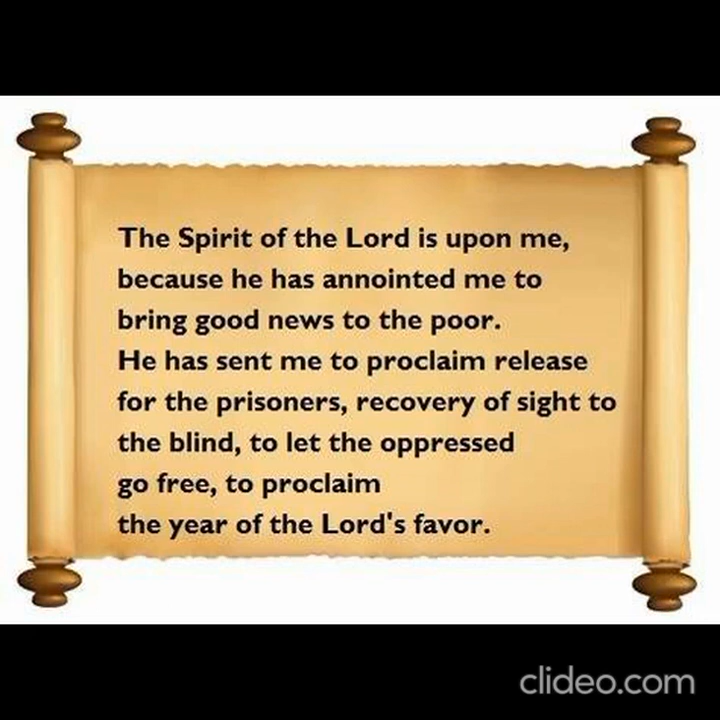 The Spirit of the Lord is upon me,
because he has annointed me to
bring good news to the poor.
He has sent me to proclaim release
for the prisoners, recovery of sight to
the blind, to let the oppressed
go free, to proclaim
the year of the Lord's favor.
clideo.com